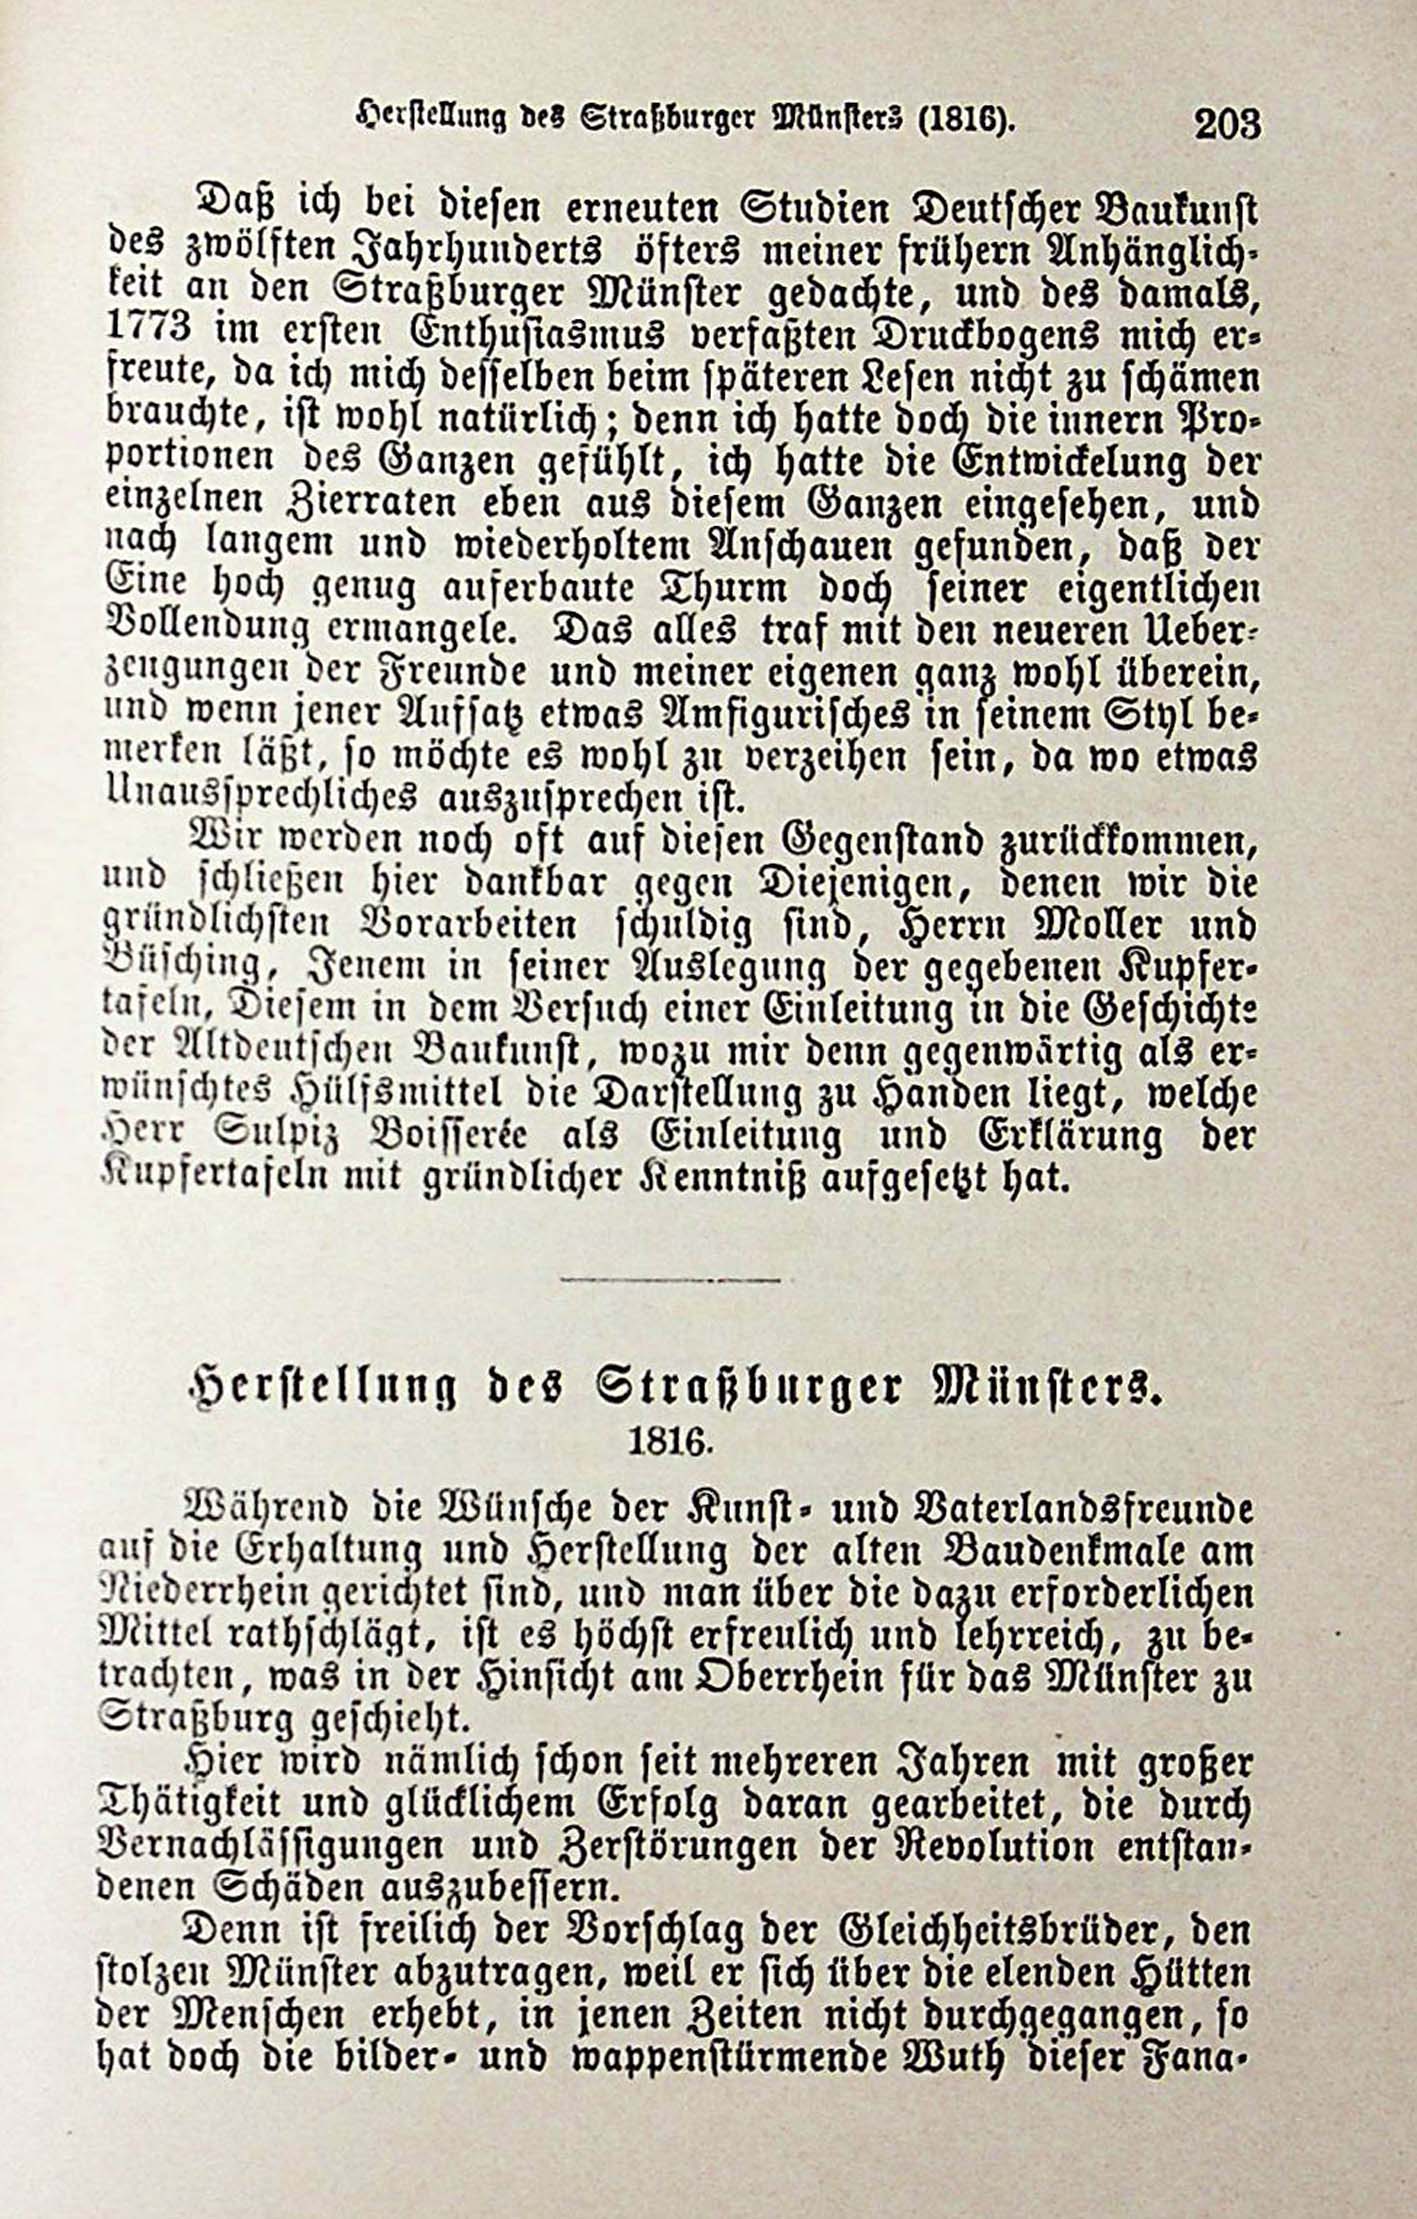 Herstellung des Straßburger Münsters (1816). 203
Daß ich bei diesen erneuten Studien Deutscher Baukunst
des zwölften Jahrhunderts öfters meiner frühern Anhänglich-
keit an den Straßburger Münster gedachte, und des damals,
1773 im ersten Enthusiasmus verfaßten Druckbogens mich er-
freute, da ich mich desselben beim späteren Lesen nicht zu schämen
brauchte, ist wohl natürlich; denn ich hatte doch die innern Pro-
portionen des Ganzen gefühlt, ich hatte die Entwickelung der
einzelnen Zierraten eben aus diesem Ganzen eingesehen, und
nach langem und wiederholtem Anschauen gefunden, daß der
Eine hoch genug auferbaute Thurm doch seiner eigentlichen
Vollendung ermangele. Das alles traf mit den neueren Ueber-
zeugungen der Freunde und meiner eigenen ganz wohl überein,
und wenn jener Aufsatz etwas Amfigurisches in seinem Styl be-
merken läßt, so möchte es wohl zu verzeihen sein, da wo etwas
Unaussprechliches auszusprechen ist.
Wir werden noch oft auf diesen Gegenstand zurückkommen,
und schließen hier dankbar gegen Diejenigen, denen wir die
gründlichsten Vorarbeiten schuldig sind, Herrn Moller und
Büsching, Jenem in seiner Auslegung der gegebenen Kupfer-
tafeln, Diesem in dem Versuch einer Einleitung in die Geschichte
der Altdeutschen Baukunst, wozu mir denn gegenwärtig als er-
wünschtes Hülfsmittel die Darstellung zu Handen liegt, welche
Herr Sulpiz Boisserée als Einleitung und Erklärung der
Kupfertafeln mit gründlicher Kenntniß aufgesetzt hat.
Herstellung des Straßburger Münsters.
1816.
Während die Wünsche der Kunst- und Vaterlandsfreunde
auf die Erhaltung und Herstellung der alten Baudenkmale am
Niederrhein gerichtet sind, und man über die dazu erforderlichen
Mittel rathschlägt, ist es höchst erfreulich und lehrreich, zu be-
trachten, was in der Hinsicht am Oberrhein für das Münster zu
Straßburg geschieht.
Hier wird nämlich schon seit mehreren Jahren mit großer
Thätigkeit und glücklichem Erfolg daran gearbeitet, die durch
Vernachlässigungen und Zerstörungen der Revolution entstan-
denen Schäden auszubessern.
Denn ist freilich der Vorschlag der Gleichheitsbrüder, den
stolzen Münster abzutragen, weil er sich über die elenden Hütten
der Menschen erhebt, in jenen Zeiten nicht durchgegangen, so
hat doch die bilder- und wappenstürmende Wuth dieser Fana-